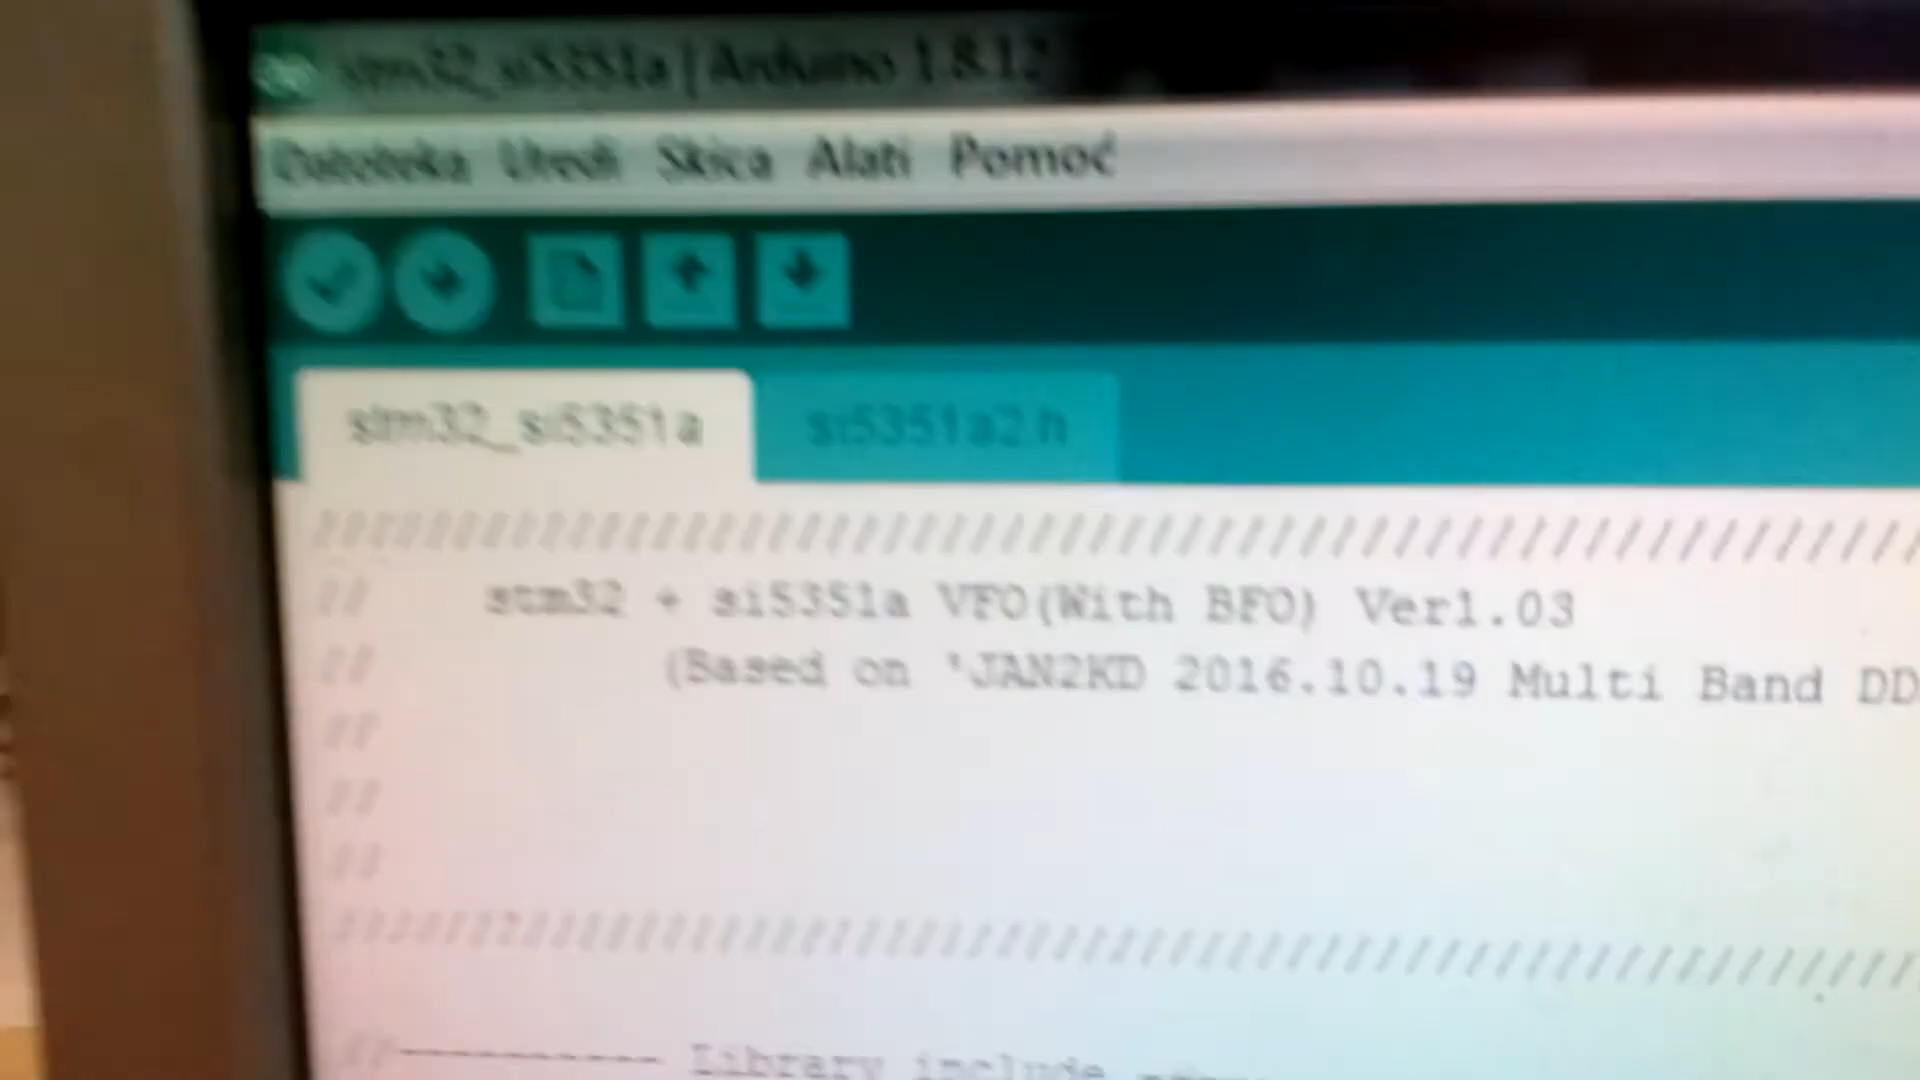 stm32_si5351a | Arduino 1.8.12
Datoteka Uredi Skica Alati Pomoć
stm32_si5351a si5351a2.h
////////////////////////////////////////////////////////
// stm32 + si5351a VFO(With BFO) Ver1.03
// (Based on 'JAN2KD 2016.10.19 Multi Band DD
//
//
//
////////////////////////////////////////////////////////
//---------- Library include